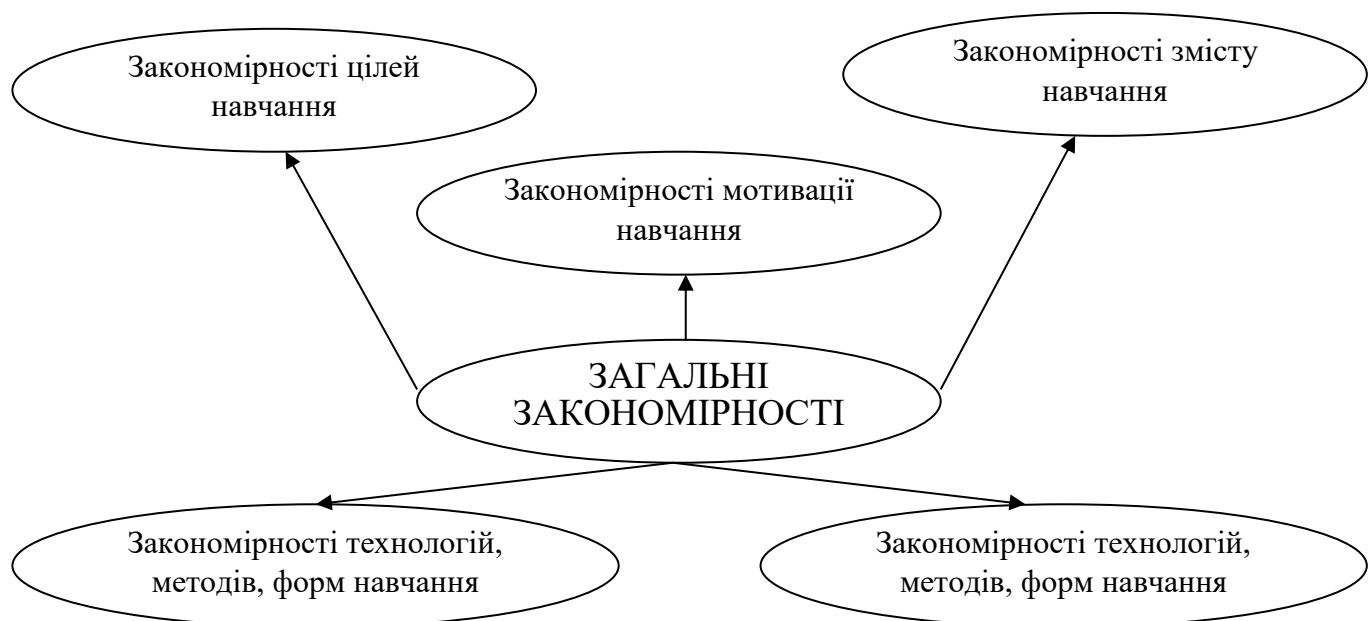 Закономірності цілей
навчання
Закономірності змісту
навчання
Закономірності мотивації
навчання
ЗАГАЛЬНІ
ЗАКОНОМІРНОСТІ
Закономірності технологій,
методів, форм навчання
Закономірності технологій,
методів, форм навчання